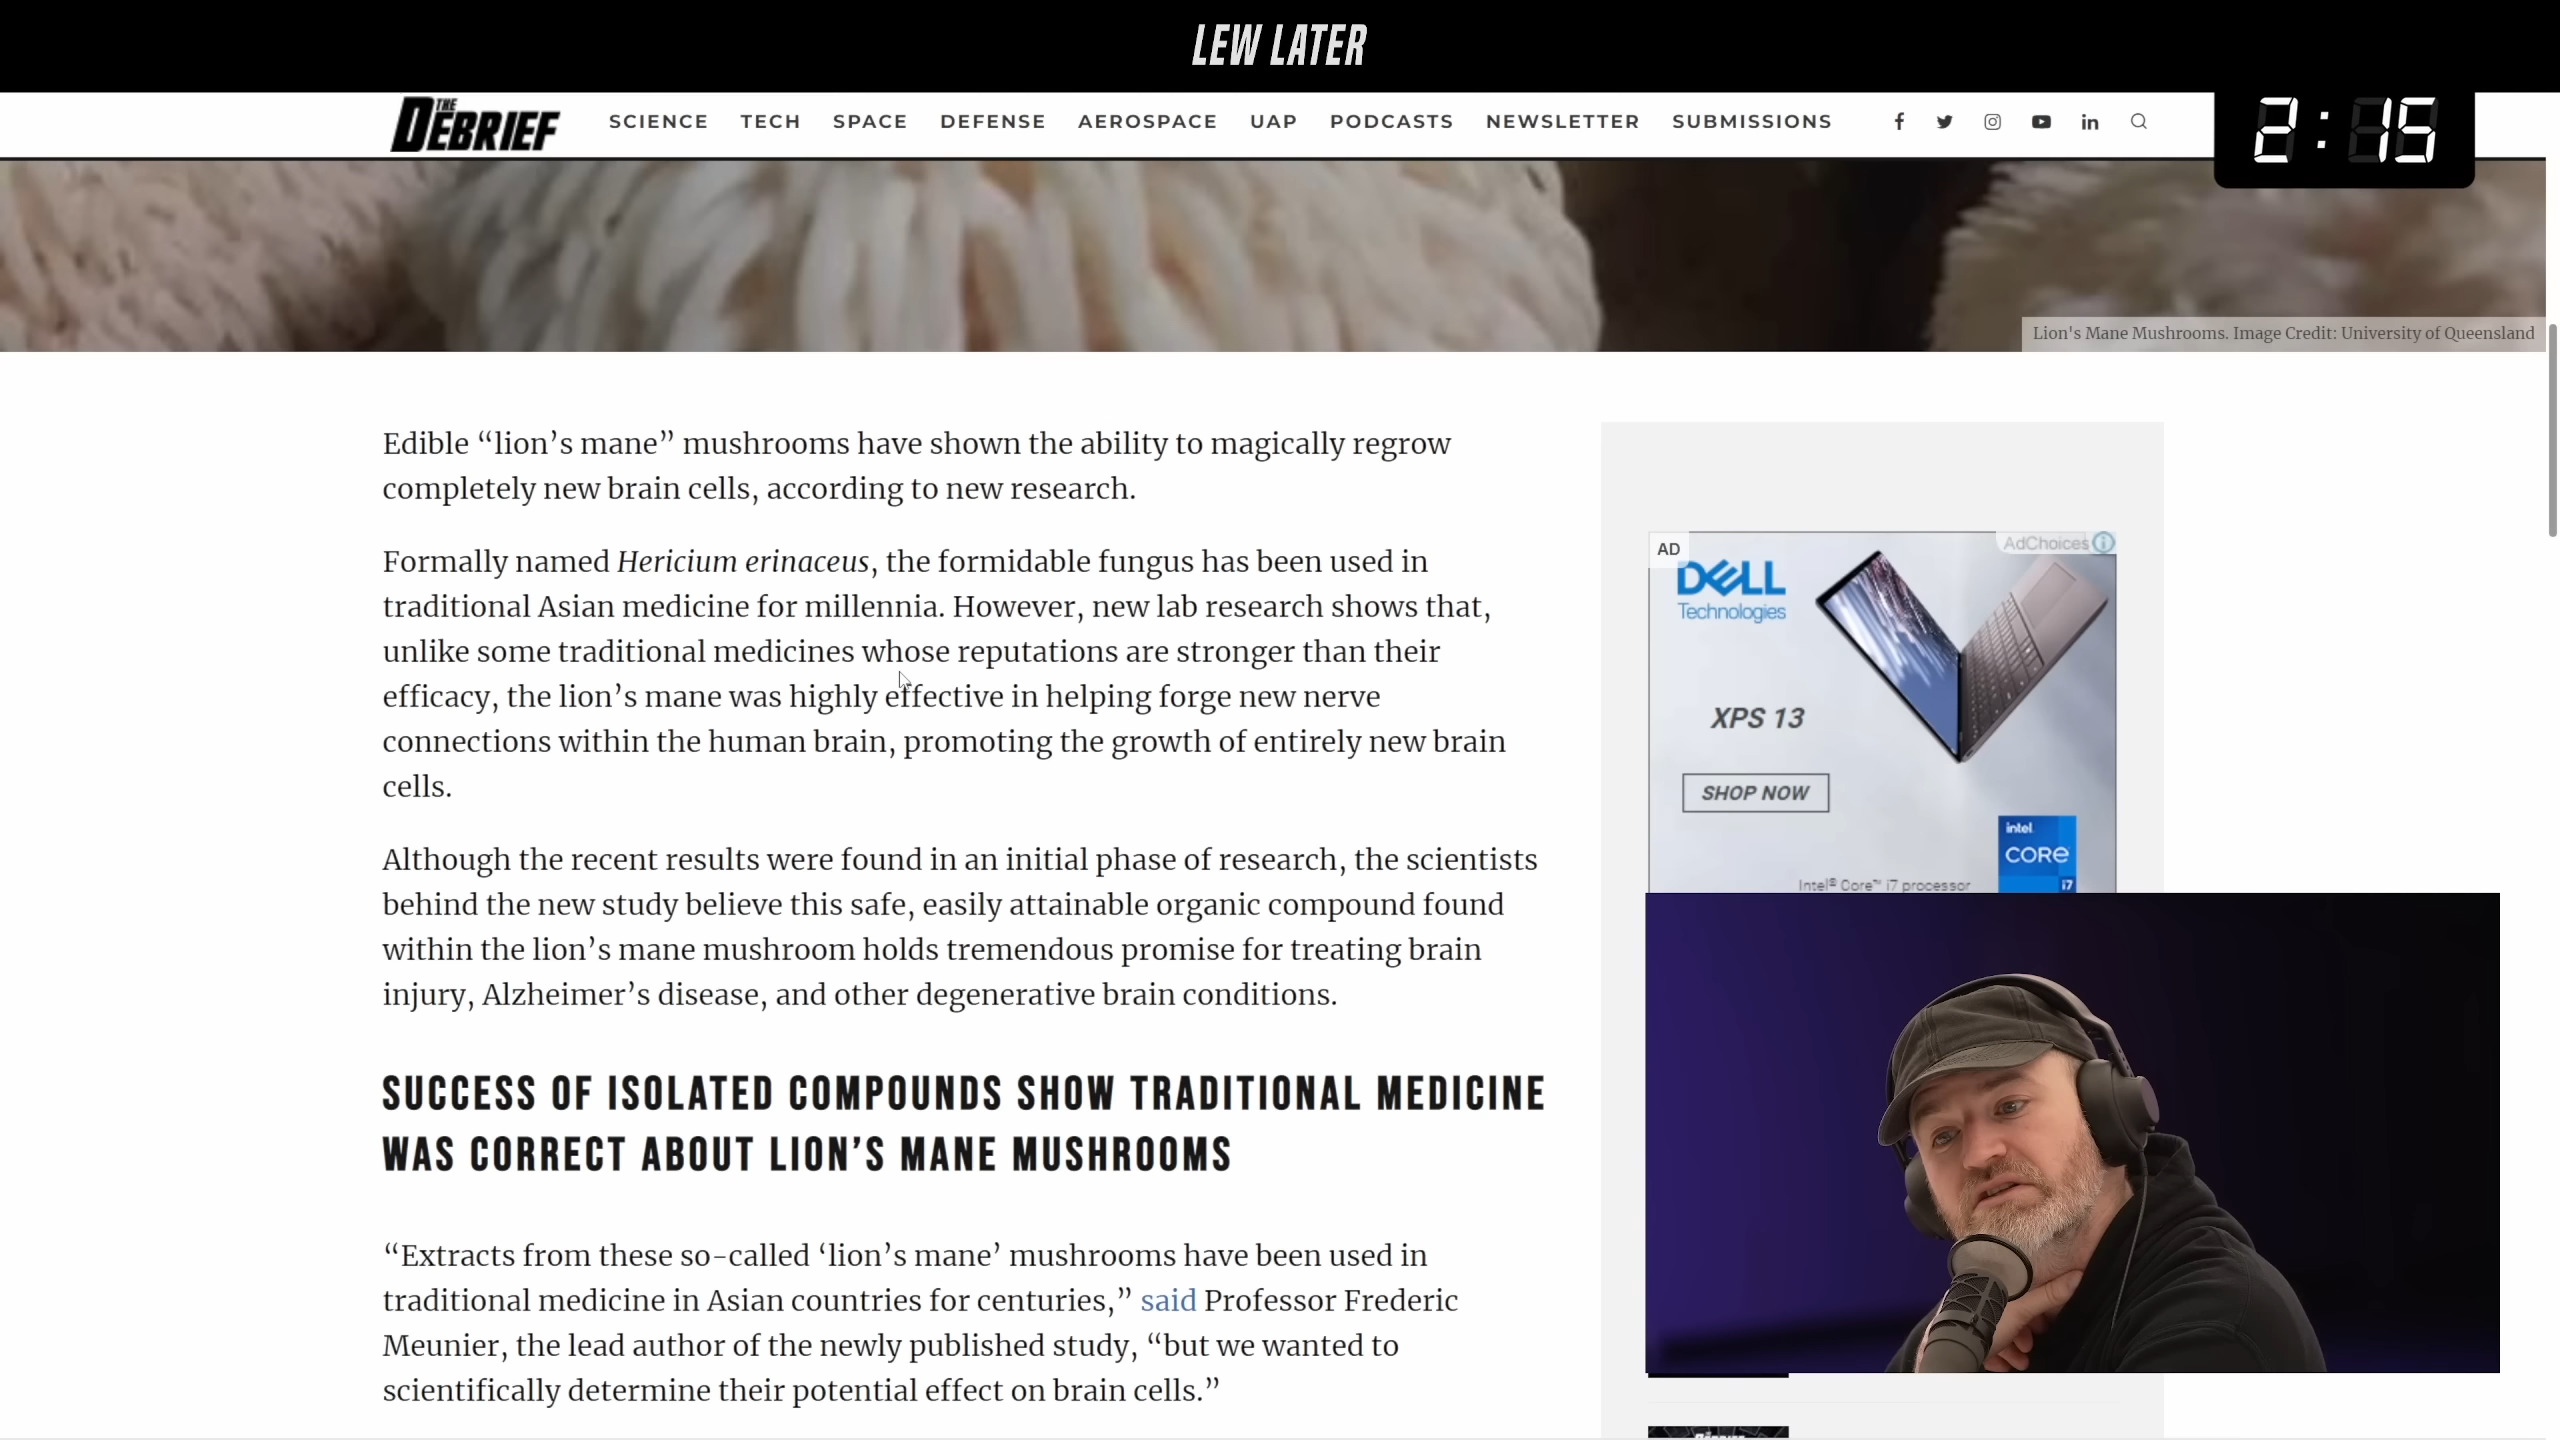 LEW LATER
THE DEBRIEF
SCIENCE TECH SPACE DEFENSE AEROSPACE UAP PODCASTS NEWSLETTER SUBMISSIONS
2:15
Lion's Mane Mushrooms. Image Credit: University of Queensland
Edible “lion’s mane” mushrooms have shown the ability to magically regrow
completely new brain cells, according to new research.
Formally named Hericium erinaceus, the formidable fungus has been used in
traditional Asian medicine for millennia. However, new lab research shows that,
unlike some traditional medicines whose reputations are stronger than their
efficacy, the lion’s mane was highly effective in helping forge new nerve
connections within the human brain, promoting the growth of entirely new brain
cells.
Although the recent results were found in an initial phase of research, the scientists
behind the new study believe this safe, easily attainable organic compound found
within the lion’s mane mushroom holds tremendous promise for treating brain
injury, Alzheimer’s disease, and other degenerative brain conditions.
SUCCESS OF ISOLATED COMPOUNDS SHOW TRADITIONAL MEDICINE
WAS CORRECT ABOUT LION’S MANE MUSHROOMS
“Extracts from these so-called ‘lion’s mane’ mushrooms have been used in
traditional medicine in Asian countries for centuries,” said Professor Frederic
Meunier, the lead author of the newly published study, “but we wanted to
scientifically determine their potential effect on brain cells.”
AD
AdChoices
DELL
Technologies
XPS 13
SHOP NOW
intel
CORE
i7
Intel® Core™ i7 processor